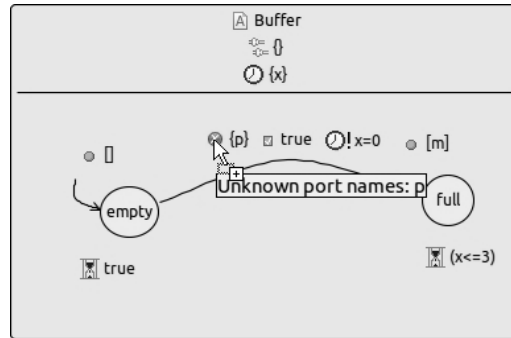 A Buffer
{}
{x}
{p} true ! x=0 [m]
[]
Unknown port names: p
empty
full
true
(x<=3)